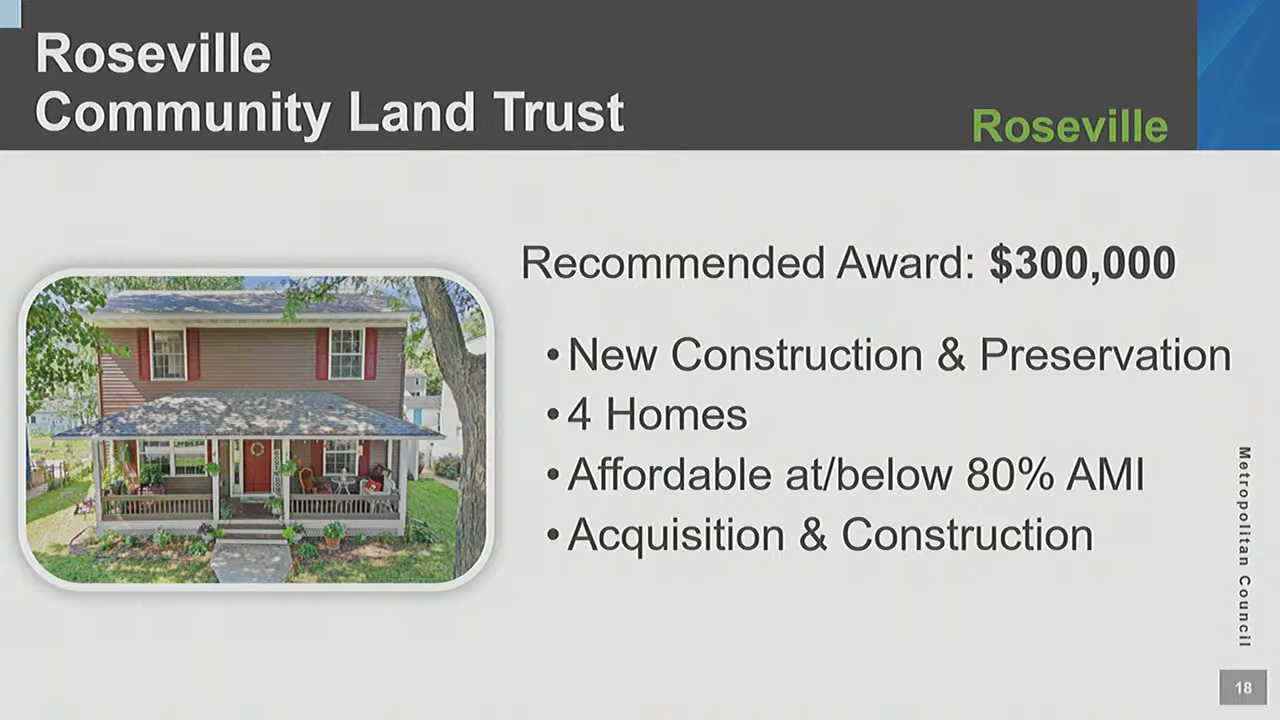 Roseville
Community Land Trust
Roseville
Recommended Award: $300,000
•New Construction & Preservation
•4 Homes
•Affordable at/below 80% AMI
•Acquisition & Construction
Metropolitan Council
18